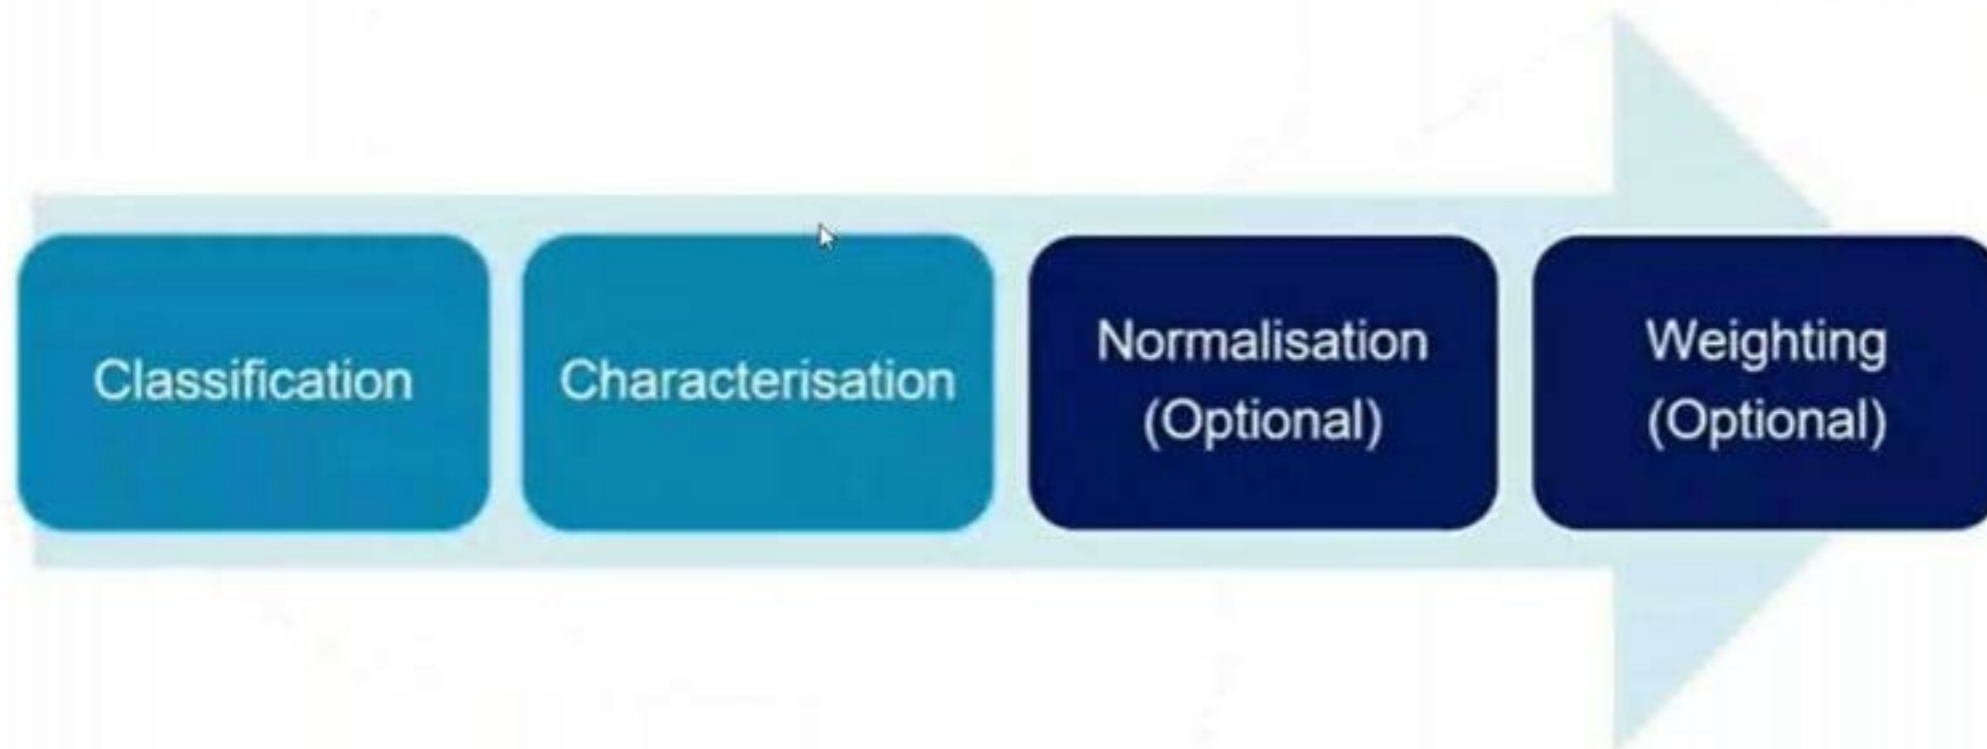 Classification
Characterisation
Normalisation
(Optional)
Weighting
(Optional)